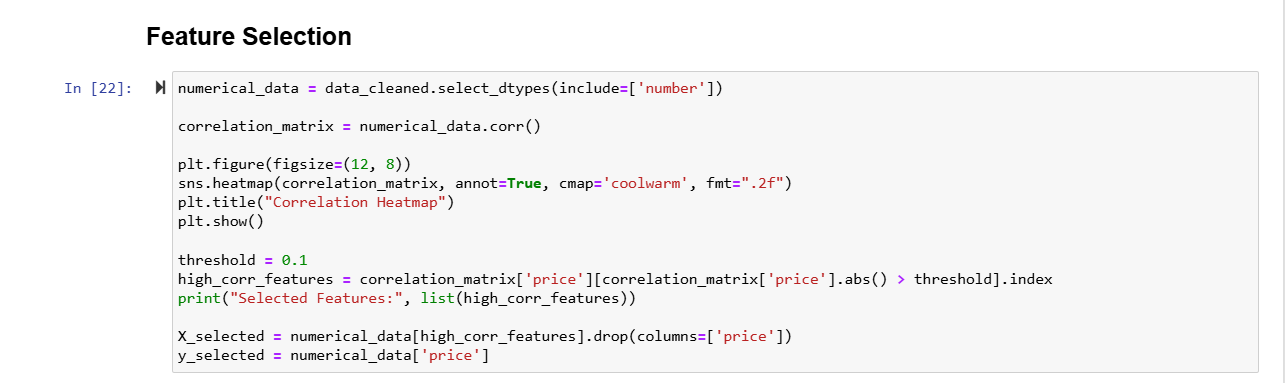 Feature Selection
In [22]:
numerical_data = data_cleaned.select_dtypes(include=['number'])
correlation_matrix = numerical_data.corr()
plt.figure(figsize=(12, 8))
sns.heatmap(correlation_matrix, annot=True, cmap='coolwarm', fmt=".2f")
plt.title("Correlation Heatmap")
plt.show()
threshold = 0.1
high_corr_features = correlation_matrix['price'][correlation_matrix['price'].abs() > threshold].index
print("Selected Features:", list(high_corr_features))
X_selected = numerical_data[high_corr_features].drop(columns=['price'])
y_selected = numerical_data['price']